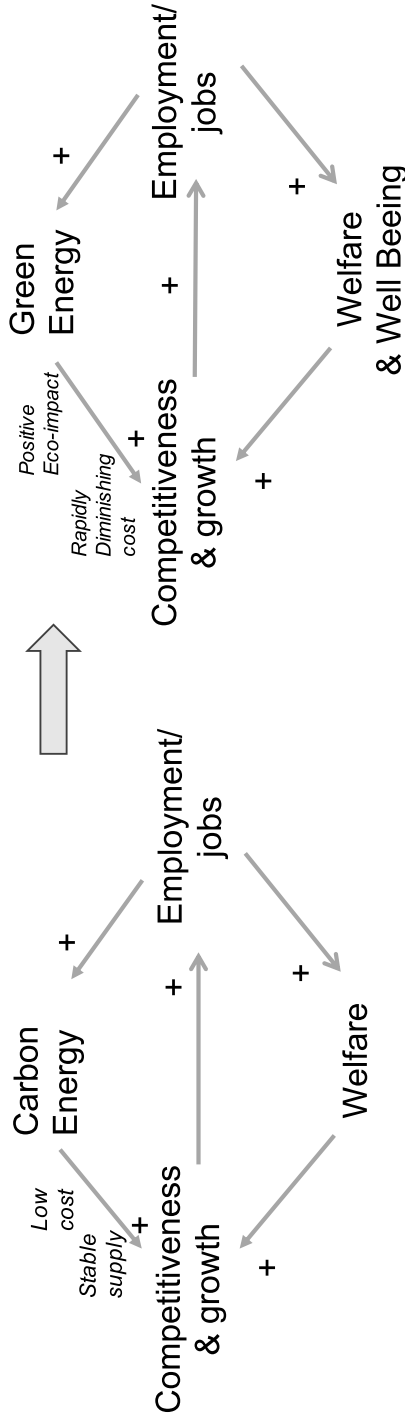 Carbon
Energy
Low
cost
Stable
supply
+
+
Competitiveness
& growth
+
Employment/
jobs
+
+
Welfare
Green
Energy
Positive
Eco-impact
Rapidly
Diminishing
cost
+
+
Competitiveness
& growth
+
Employment/
jobs
+
+
Welfare
& Well Beeing